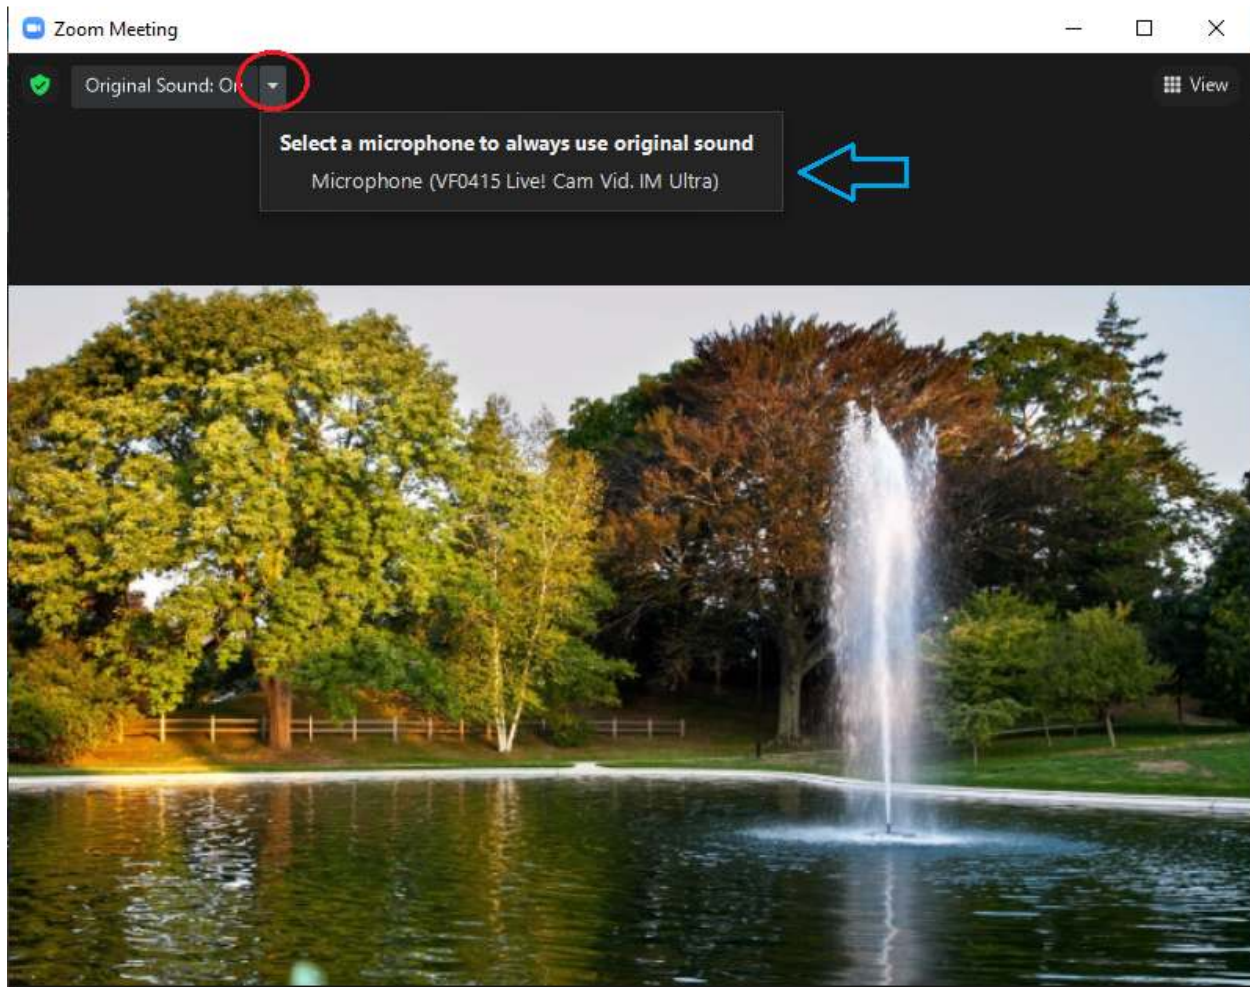 Zoom Meeting
Original Sound: On
View
Select a microphone to always use original sound
Microphone (VF0415 Live! Cam Vid. IM Ultra)